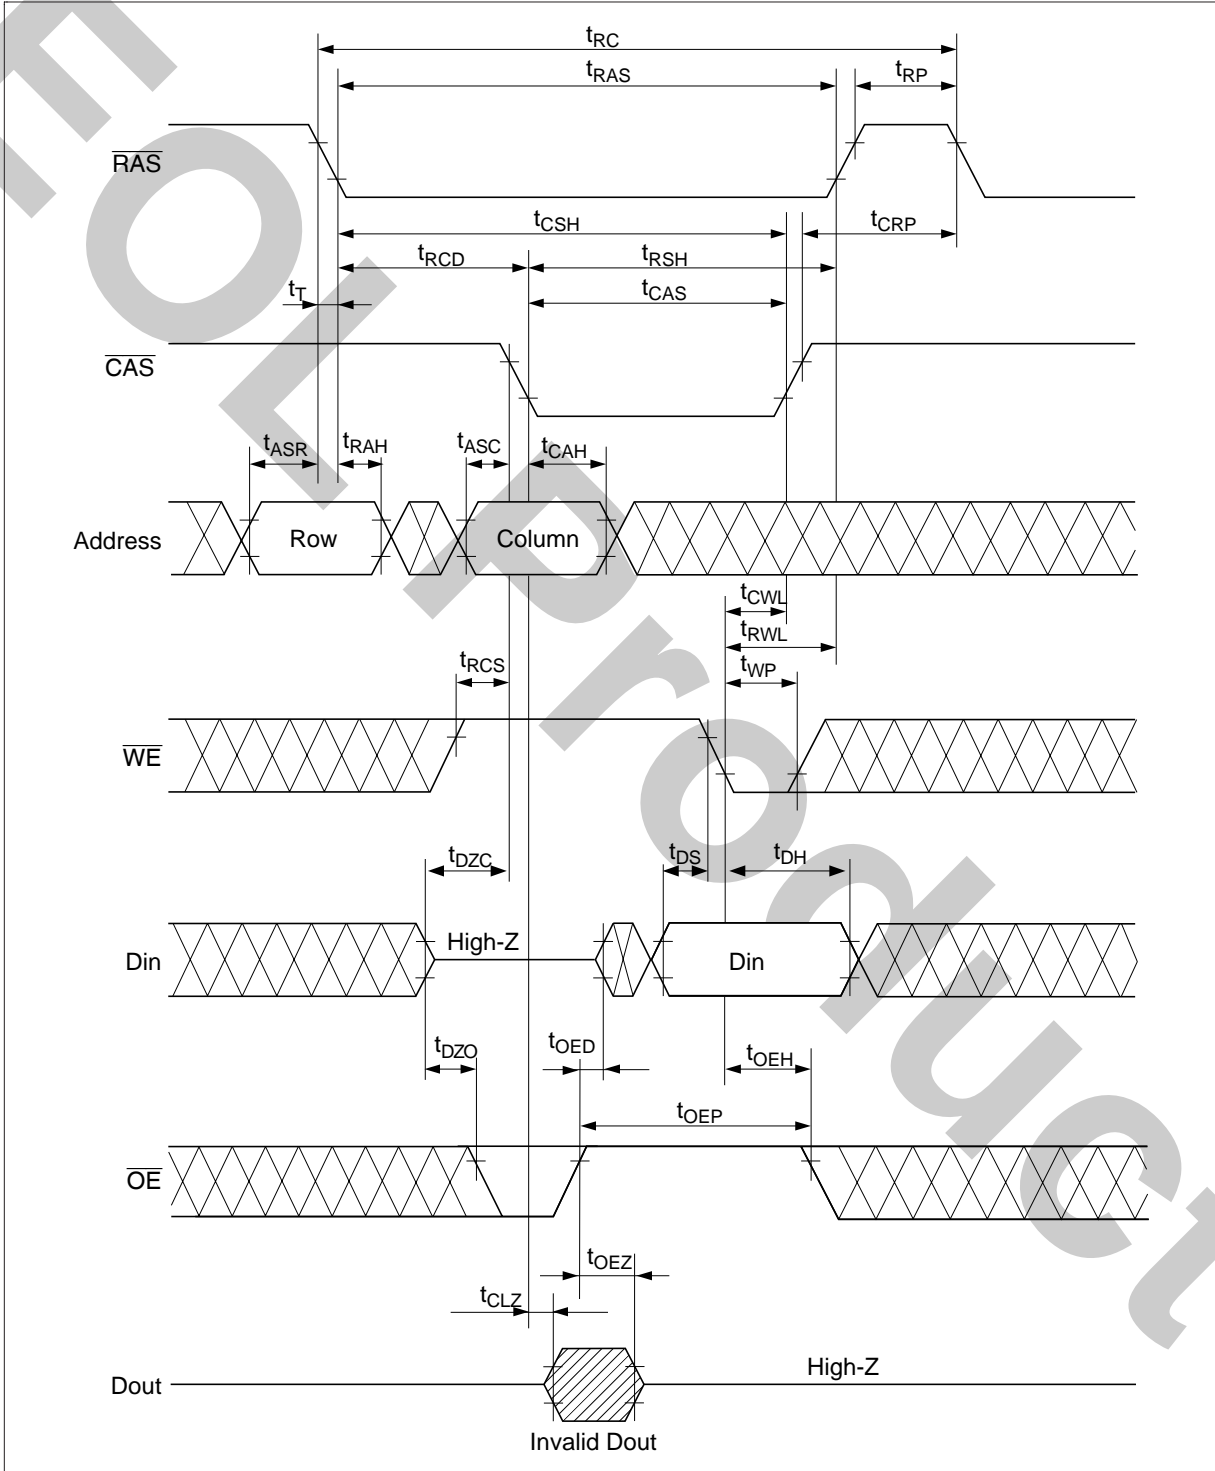 tRC
tRAS
tRP
RAS
tCSH
tCRP
tRCD
tRSH
tT
tCAS
CAS
tASR
tRAH
tASC
tCAH
Address
Row
Column
tCWL
tRWL
tRCS
tWP
WE
tDZC
tDS
tDH
Din
High-Z
Din
tDZO
tOED
tOEH
tOEP
OE
tOEZ
tCLZ
Dout
High-Z
Invalid Dout
EOL Product